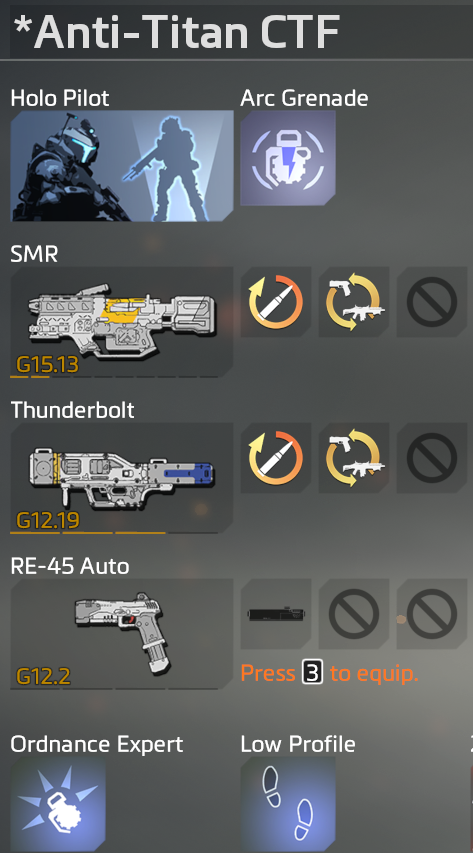 *Anti-Titan CTF
Holo Pilot
Arc Grenade
SMR
G15.13
Thunderbolt
G12.19
RE-45 Auto
G12.2
Press 3 to equip.
Ordnance Expert
Low Profile